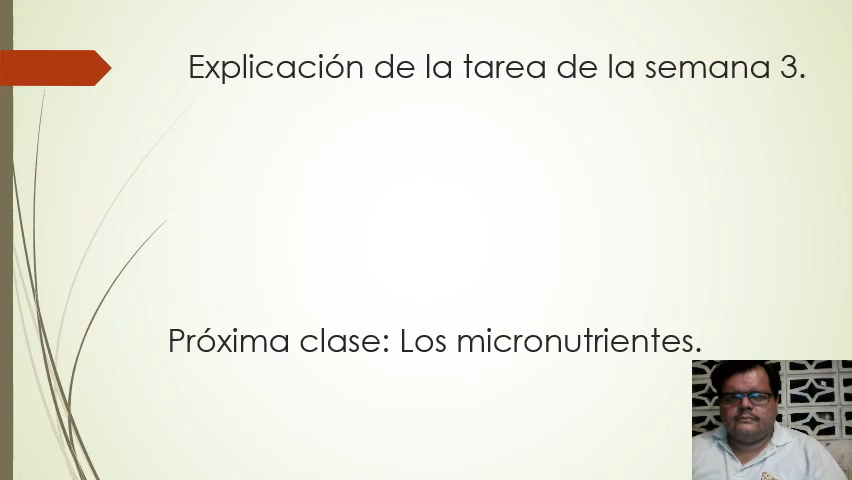 Explicación de la tarea de la semana 3.
Próxima clase: Los micronutrientes.